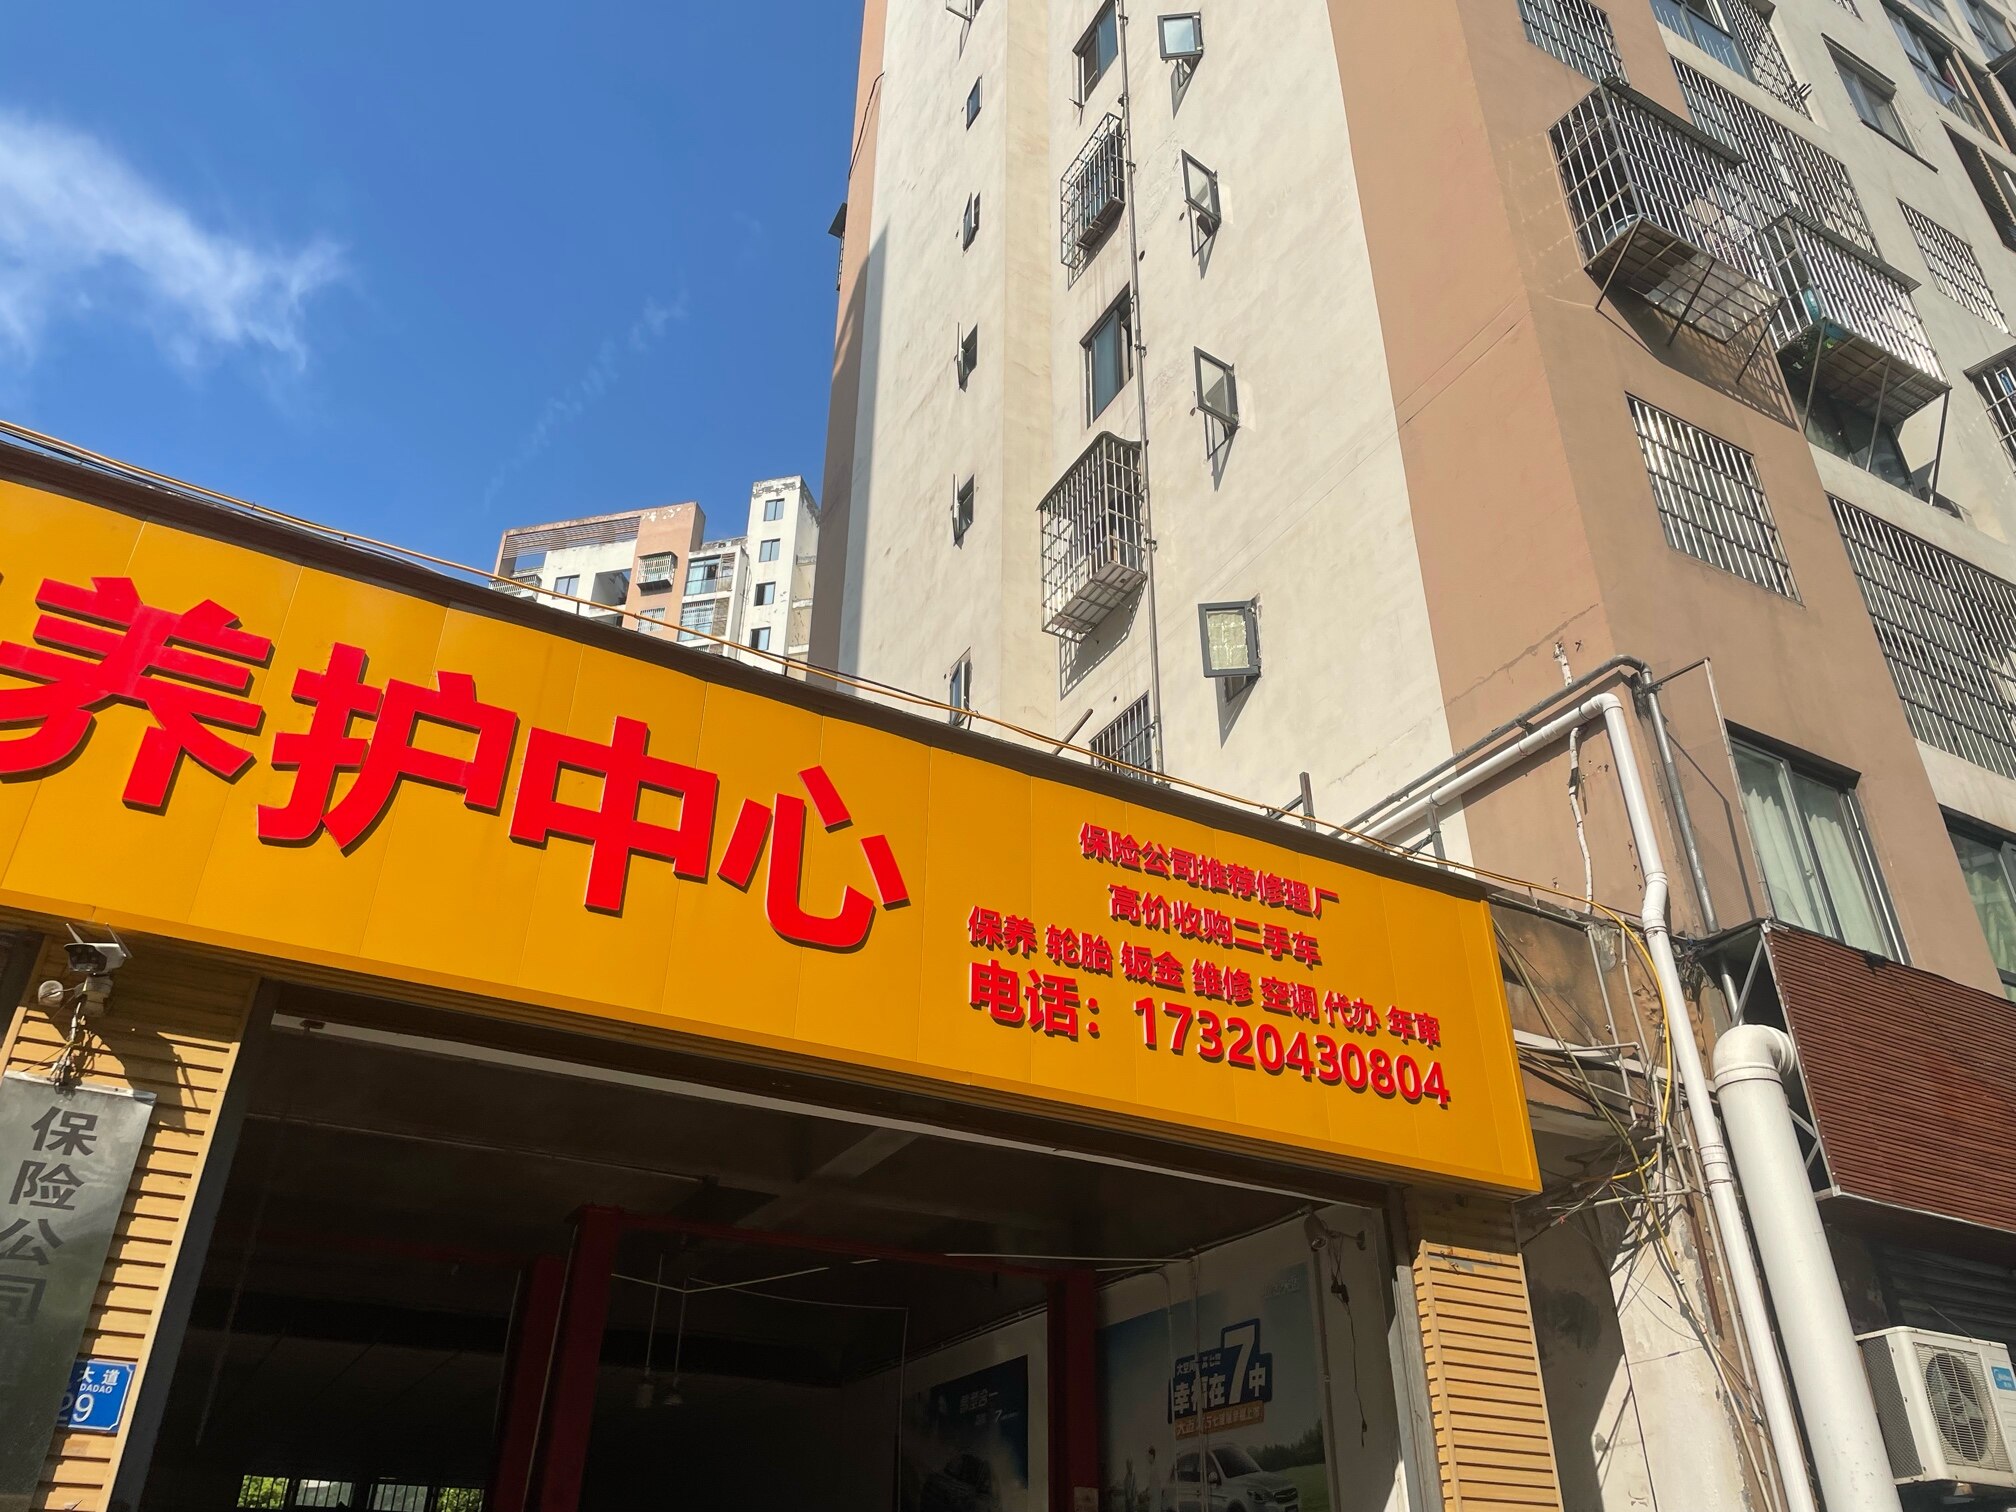 养护中心
保险公司推荐修理厂
高价收购二手车
保养 轮胎 钣金 维修 空调 代办 年审
电话：17320430804
保险公司
大道
DADAO
29
幸福在7中
7